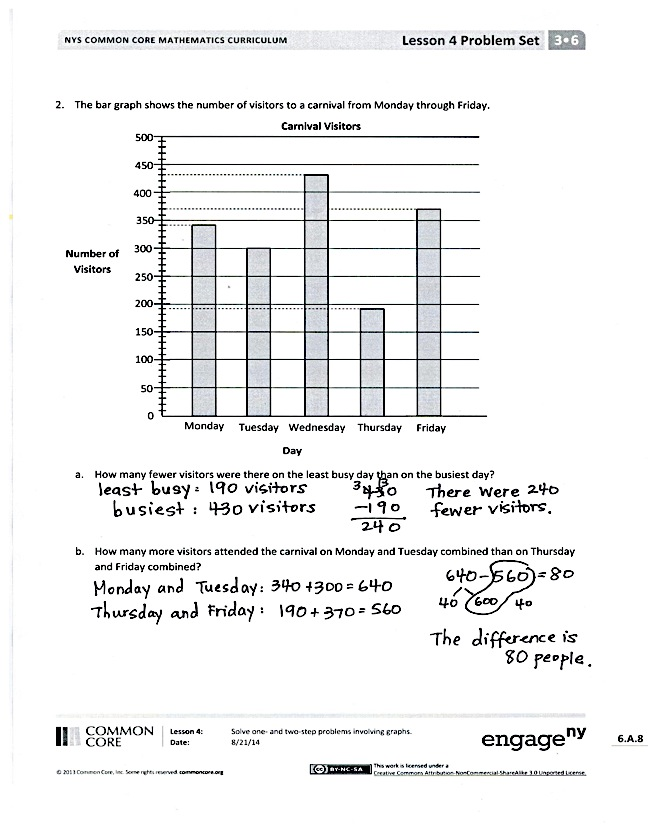 NYS COMMON CORE MATHEMATICS CURRICULUM
Lesson 4 Problem Set 3•6
2. The bar graph shows the number of visitors to a carnival from Monday through Friday.
Carnival Visitors
500
450
400
350
Number of
Visitors
300
250
200
150
100
50
0
Monday Tuesday Wednesday Thursday Friday
Day
a. How many fewer visitors were there on the least busy day than on the busiest day?
least busy: 190 visitors
busiest: 430 visitors
3 13
430
-190
240
There were 240
fewer visitors.
b. How many more visitors attended the carnival on Monday and Tuesday combined than on Thursday
and Friday combined?
Monday and Tuesday: 340+300=640
Thursday and Friday: 190+370=560
640-560=80
40 600 40
The difference is
80 people.
COMMON
CORE
Lesson 4: Solve one- and two-step problems involving graphs.
Date: 8/21/14
engageny
6.A.8
© 2013 Common Core, Inc. Some rights reserved. commoncore.org
(cc) BY-NC-SA
This work is licensed under a
Creative Commons Attribution-NonCommercial-ShareAlike 3.0 Unported License.